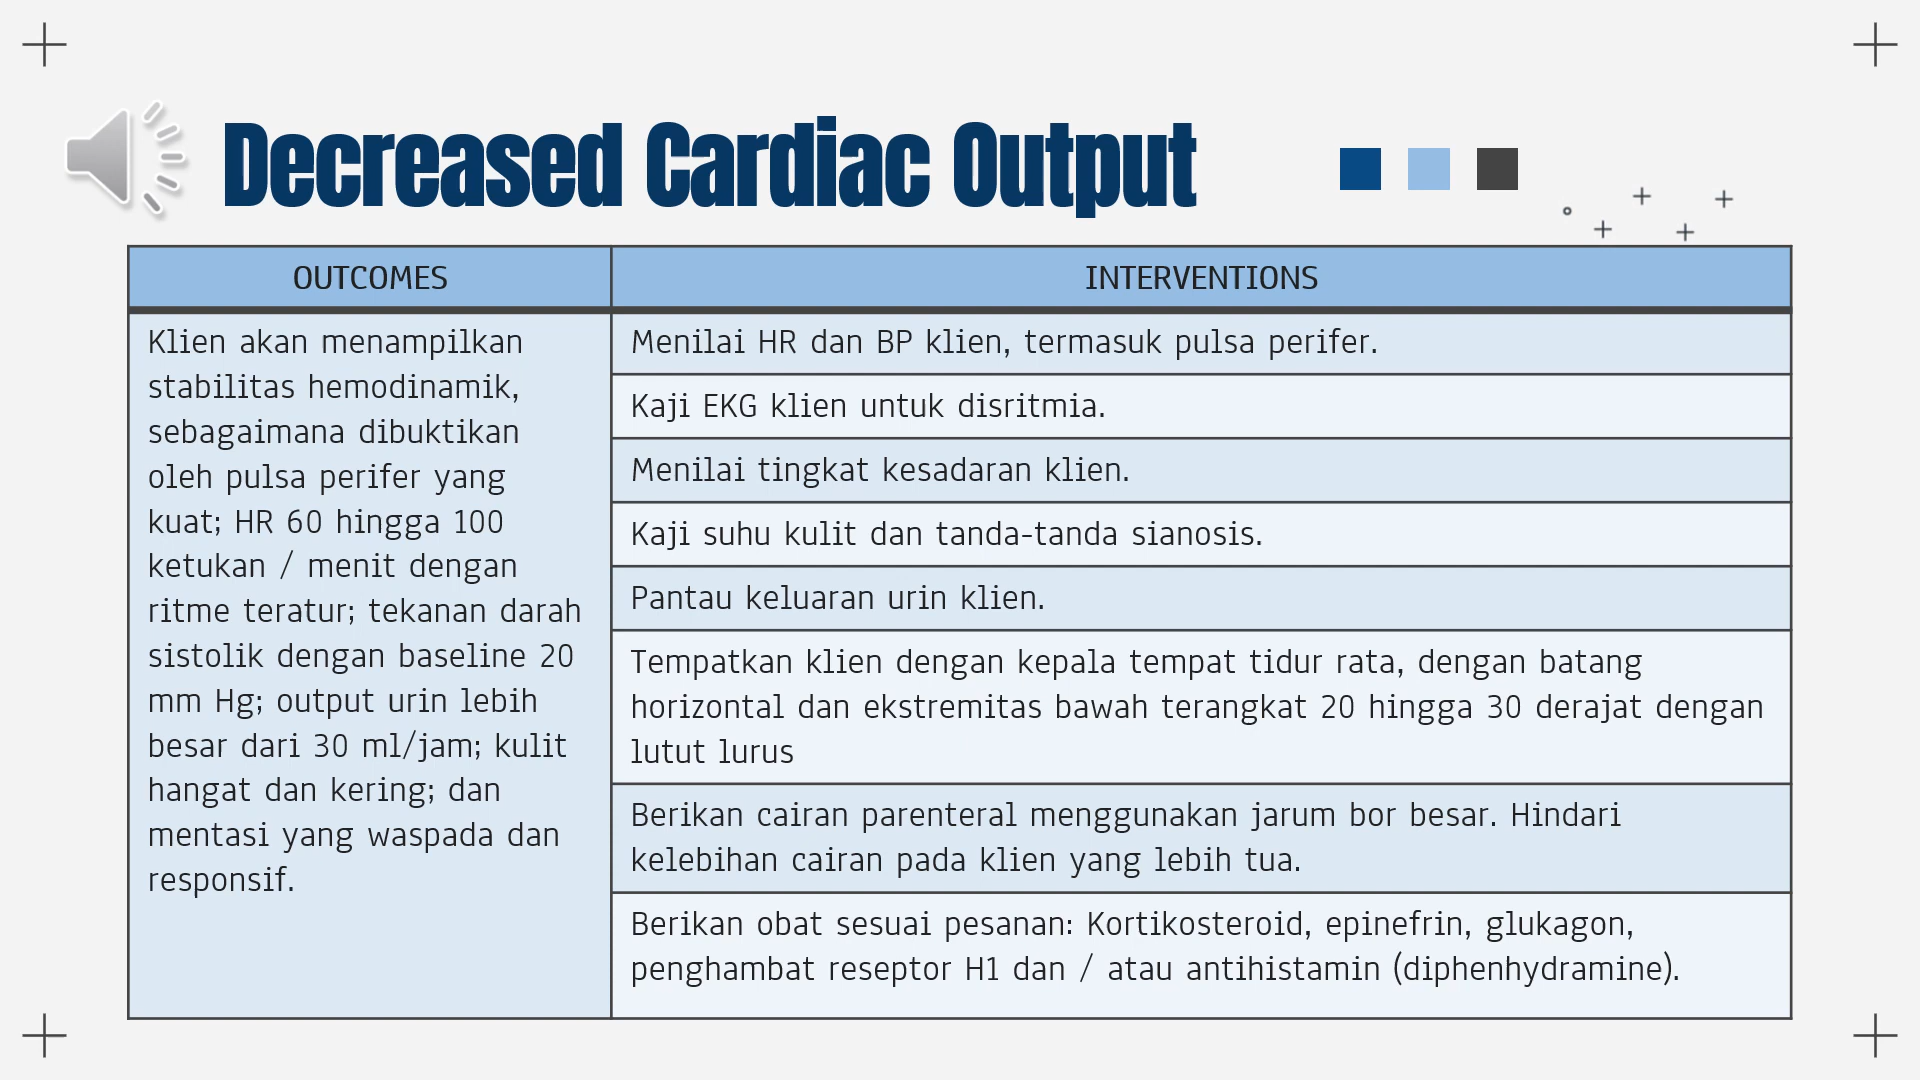 Decreased Cardiac Output
OUTCOMES
INTERVENTIONS
Klien akan menampilkan
stabilitas hemodinamik,
sebagaimana dibuktikan
oleh pulsa perifer yang
kuat; HR 60 hingga 100
ketukan / menit dengan
ritme teratur; tekanan darah
sistolik dengan baseline 20
mm Hg; output urin lebih
besar dari 30 ml/jam; kulit
hangat dan kering; dan
mentasi yang waspada dan
responsif.
Menilai HR dan BP klien, termasuk pulsa perifer.
Kaji EKG klien untuk disritmia.
Menilai tingkat kesadaran klien.
Kaji suhu kulit dan tanda-tanda sianosis.
Pantau keluaran urin klien.
Tempatkan klien dengan kepala tempat tidur rata, dengan batang
horizontal dan ekstremitas bawah terangkat 20 hingga 30 derajat dengan
lutut lurus
Berikan cairan parenteral menggunakan jarum bor besar. Hindari
kelebihan cairan pada klien yang lebih tua.
Berikan obat sesuai pesanan: Kortikosteroid, epinefrin, glukagon,
penghambat reseptor H1 dan / atau antihistamin (diphenhydramine).